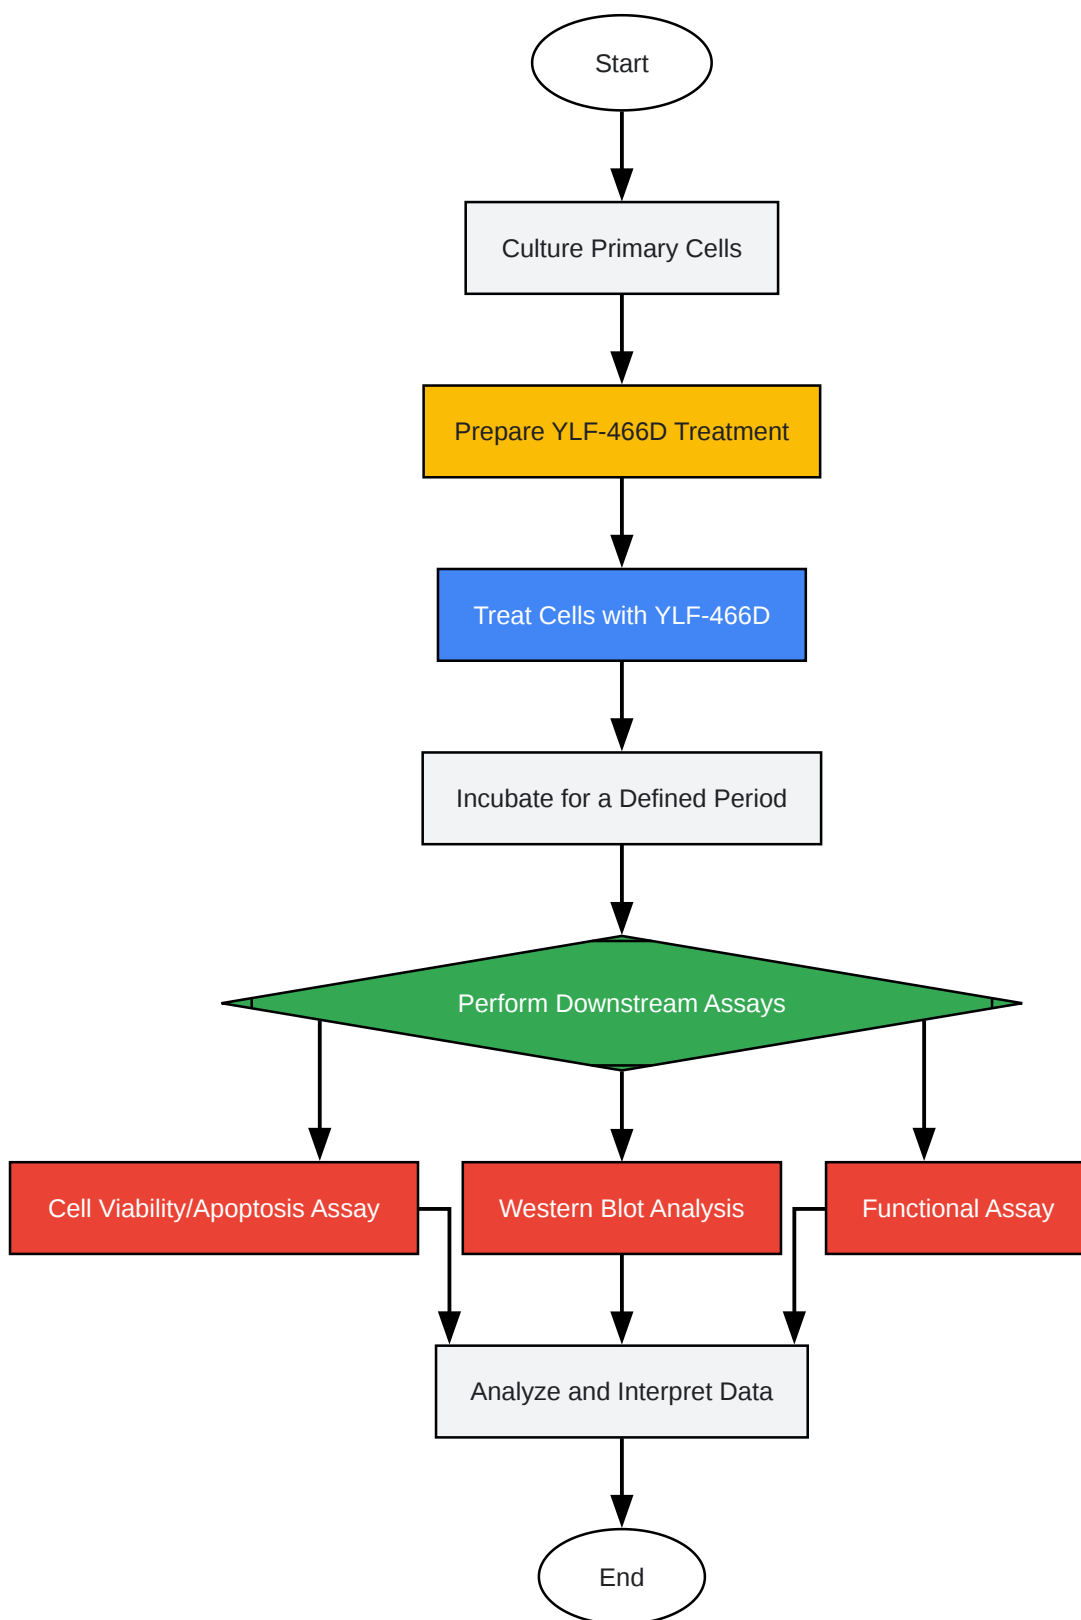 Start
Culture Primary Cells
Prepare YLF-466D Treatment
Treat Cells with YLF-466D
Incubate for a Defined Period
Perform Downstream Assays
Cell Viability/Apoptosis Assay
Western Blot Analysis
Functional Assay
Analyze and Interpret Data
End